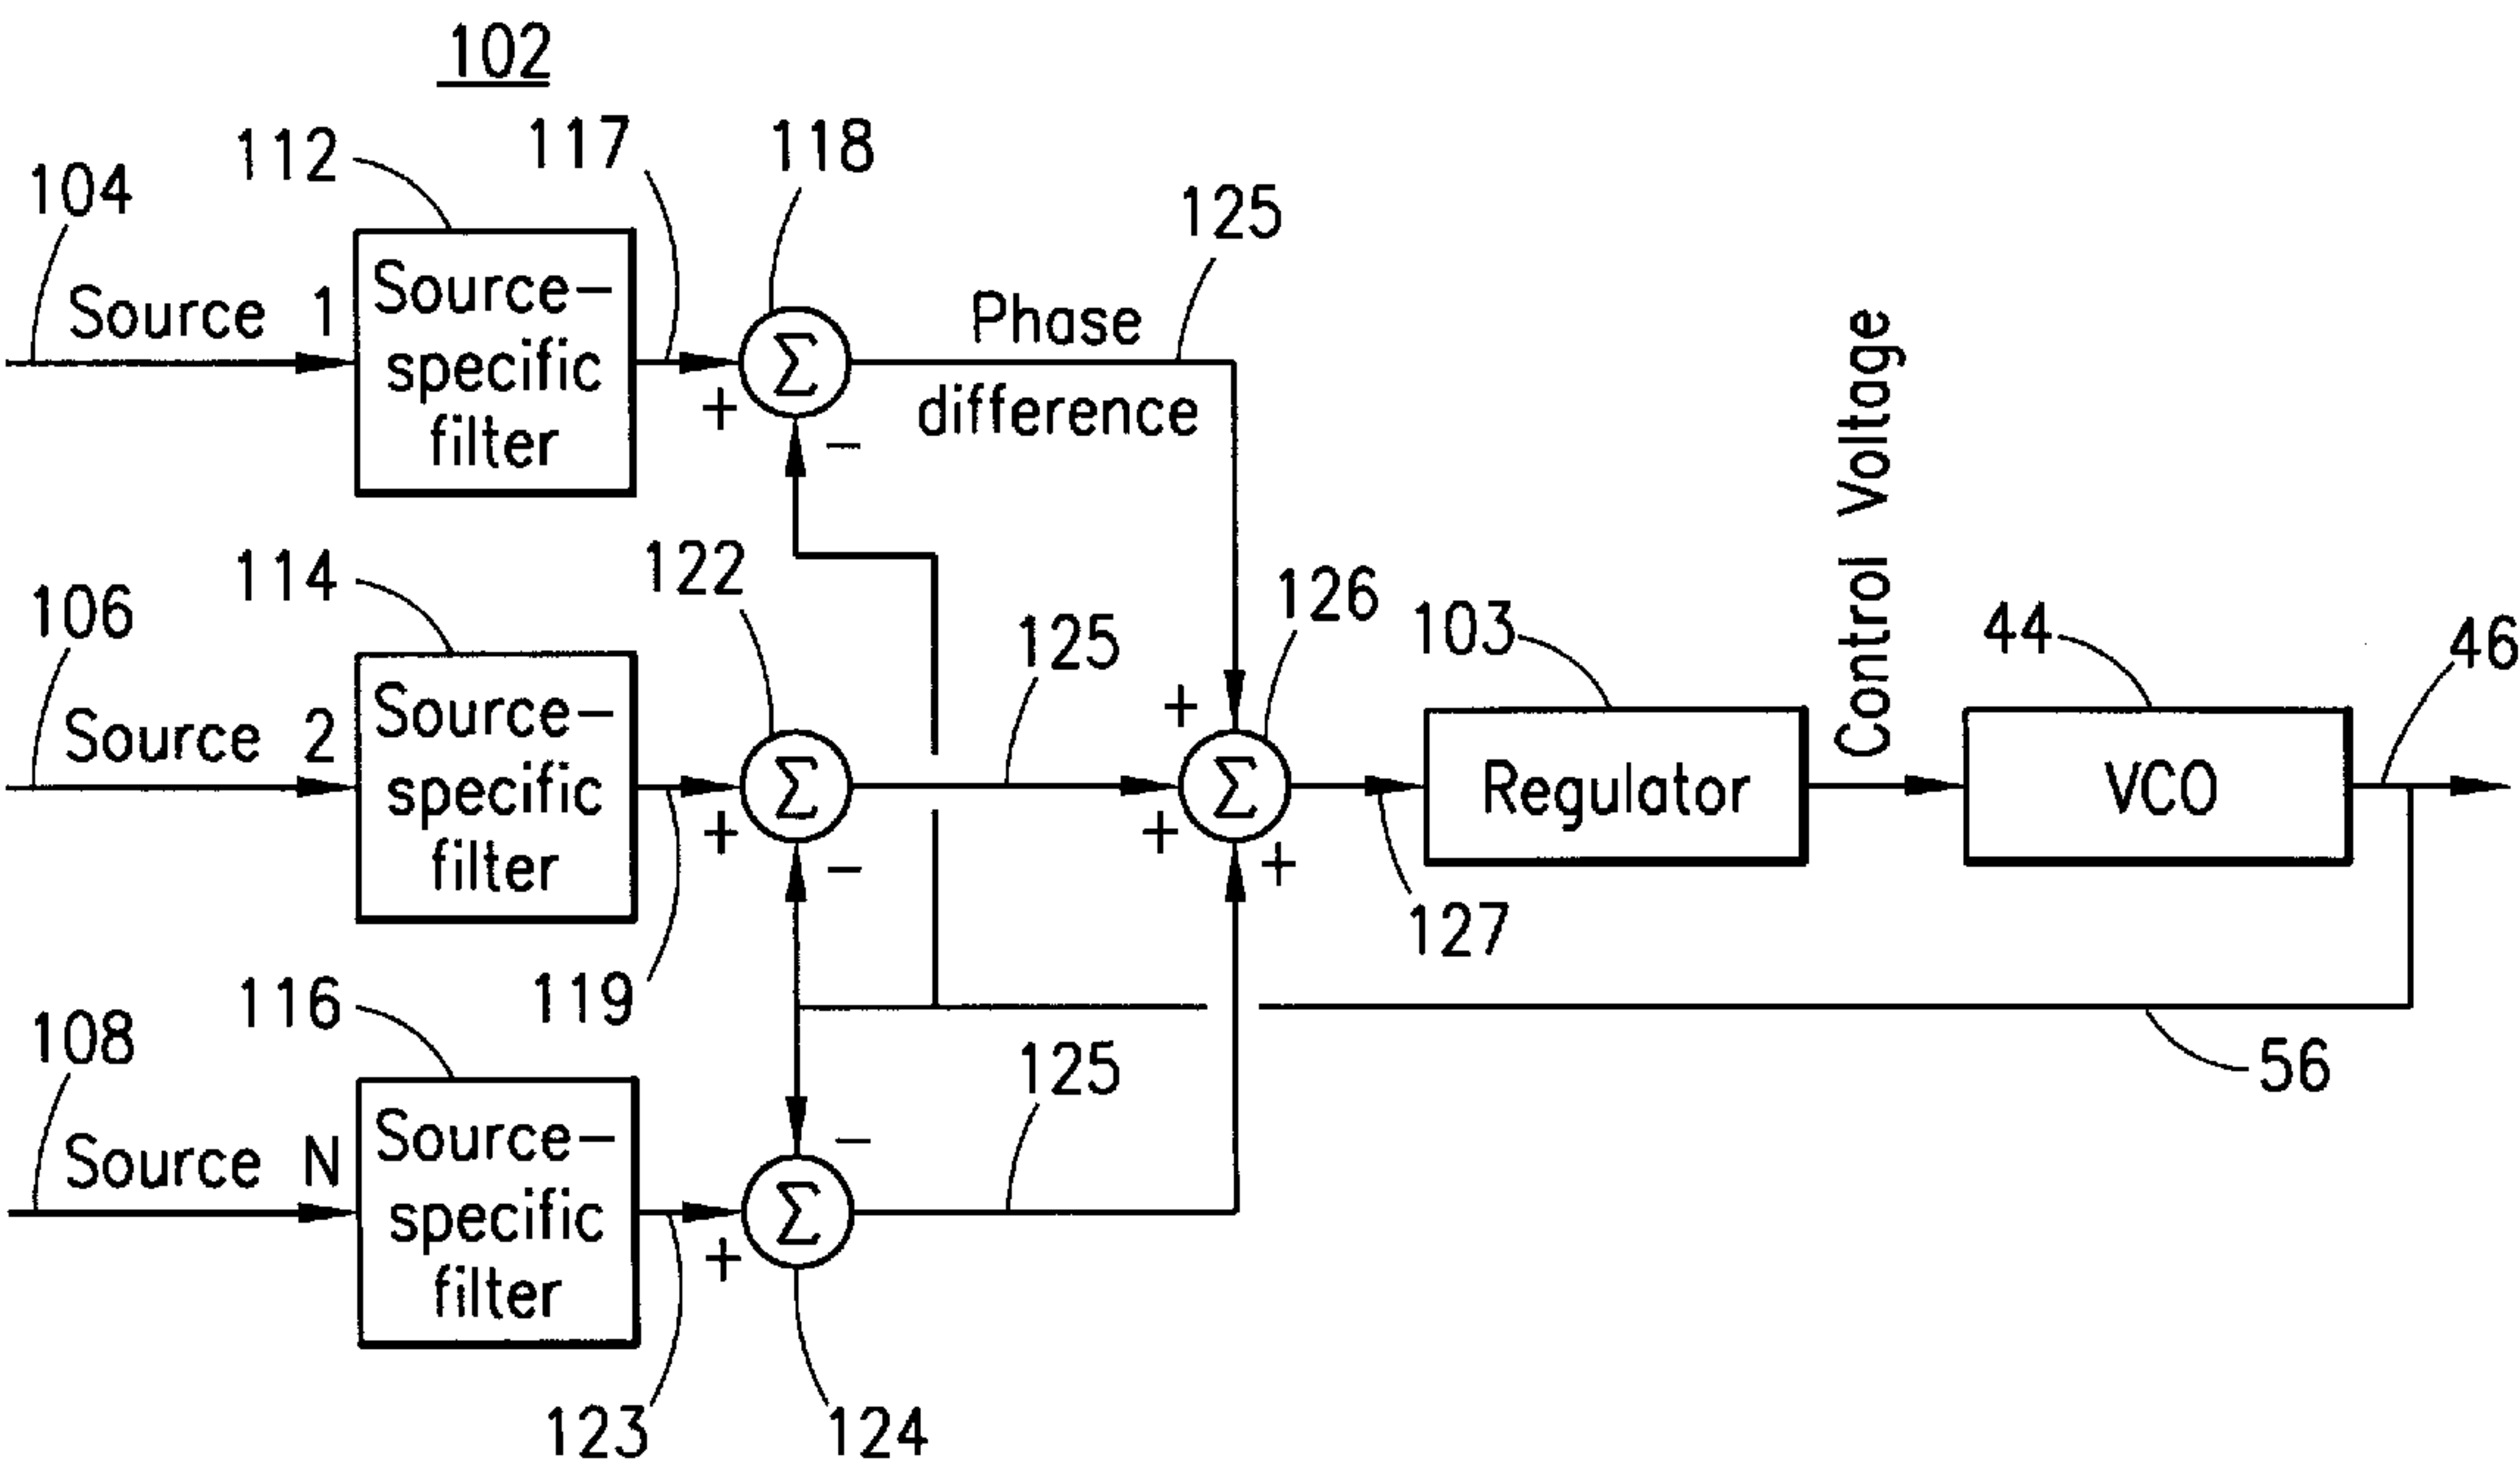 102
112
117
118
104
125
Source 1
Source-
specific
filter
Σ
+
−
Phase
difference
Control Voltage
114
122
106
125
126
103
44
46
Source 2
Source-
specific
filter
Σ
+
−
+
Σ
+
+
Regulator
VCO
127
119
116
108
125
56
Source N
Source-
specific
filter
−
Σ
+
123
124